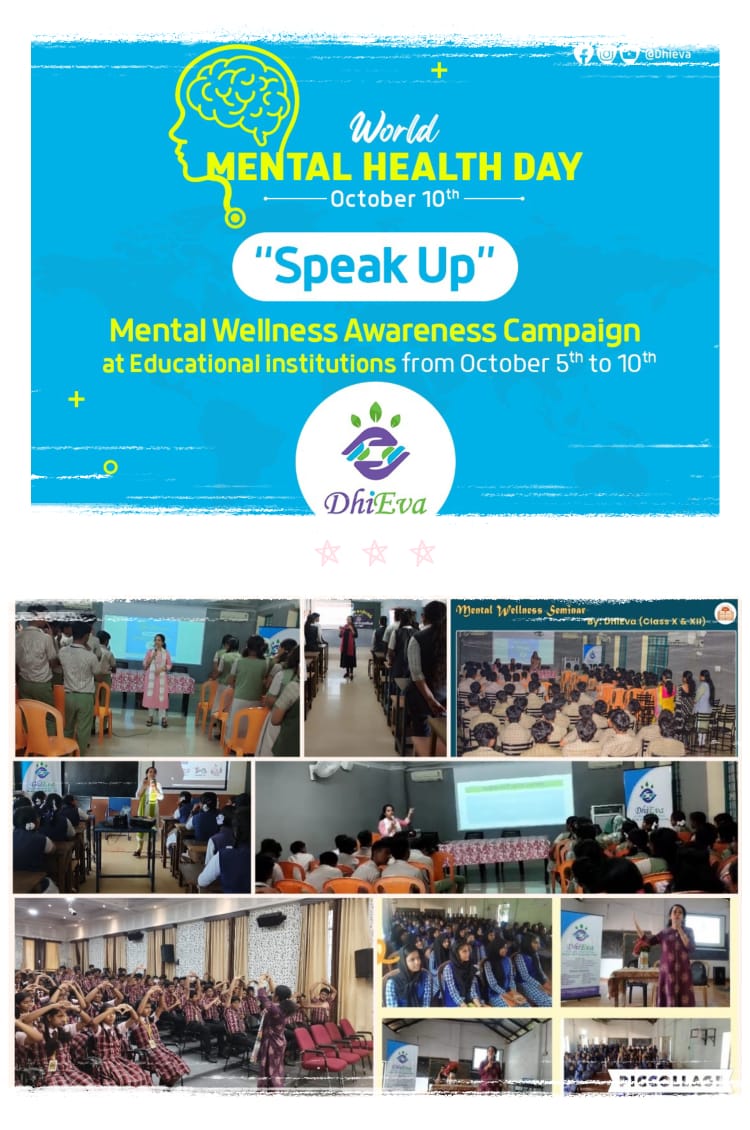 @Dhieva
World
MENTAL HEALTH DAY
October 10th
“Speak Up”
Mental Wellness Awareness Campaign
at Educational institutions from October 5th to 10th
DhiEva
Mental Wellness Seminar
By: DhiEva (Class X & XII)
DhiEva
DhiEva
DhiEva
PICCOLLAGE